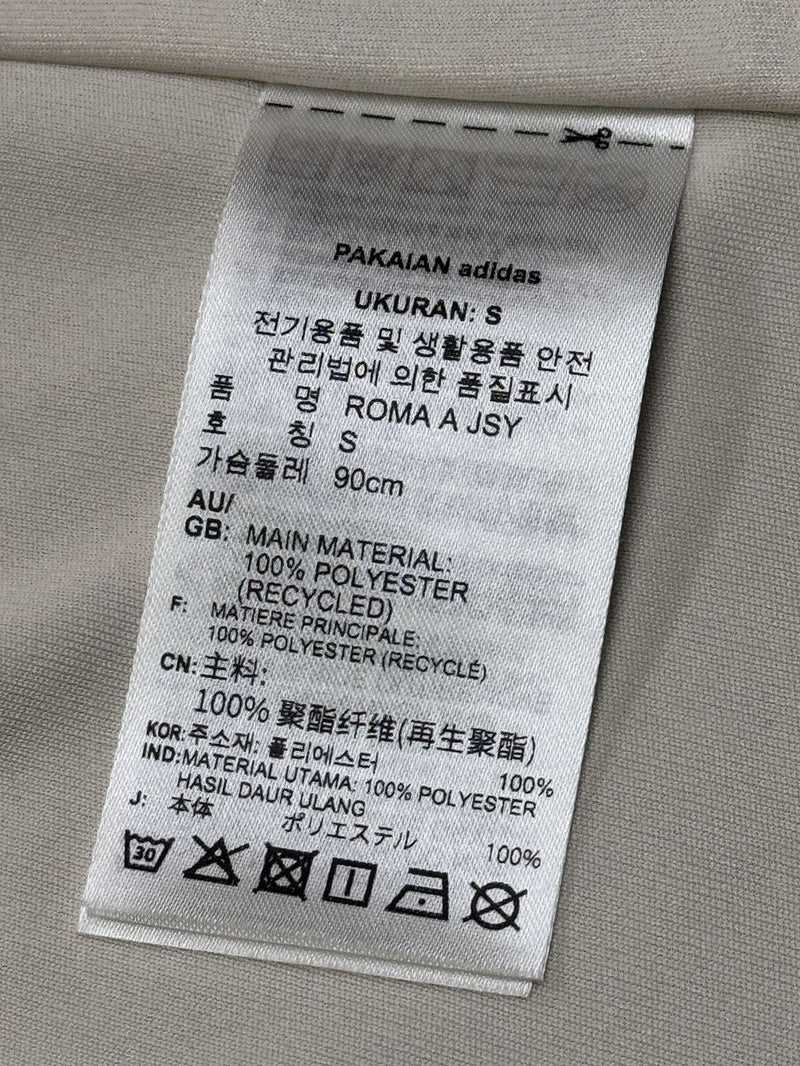 PAKAIAN adidas
UKURAN: S
전기용품 및 생활용품 안전
관리법에 의한 품질표시
품 명 ROMA A JSY
호 칭 S
가슴둘레 90cm
AU/
GB: MAIN MATERIAL:
100% POLYESTER
(RECYCLED)
F: MATIERE PRINCIPALE:
100% POLYESTER (RECYCLÉ)
CN: 主料:
100% 聚酯纤维(再生聚酯)
KOR: 주소재: 폴리에스터 100%
IND: MATERIAL UTAMA: 100% POLYESTER
HASIL DAUR ULANG
J: 本体 ポリエステル 100%
30